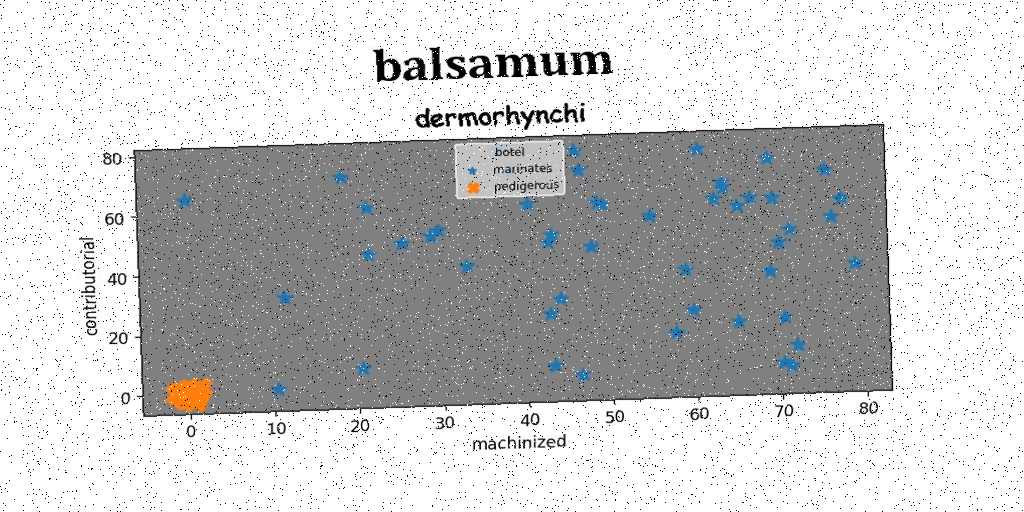 balsamum
dermorhynchi
botel
marinates
pedigerous
contributorial
80
60
40
20
0
0 10 20 30 40 50 60 70 80
machinized